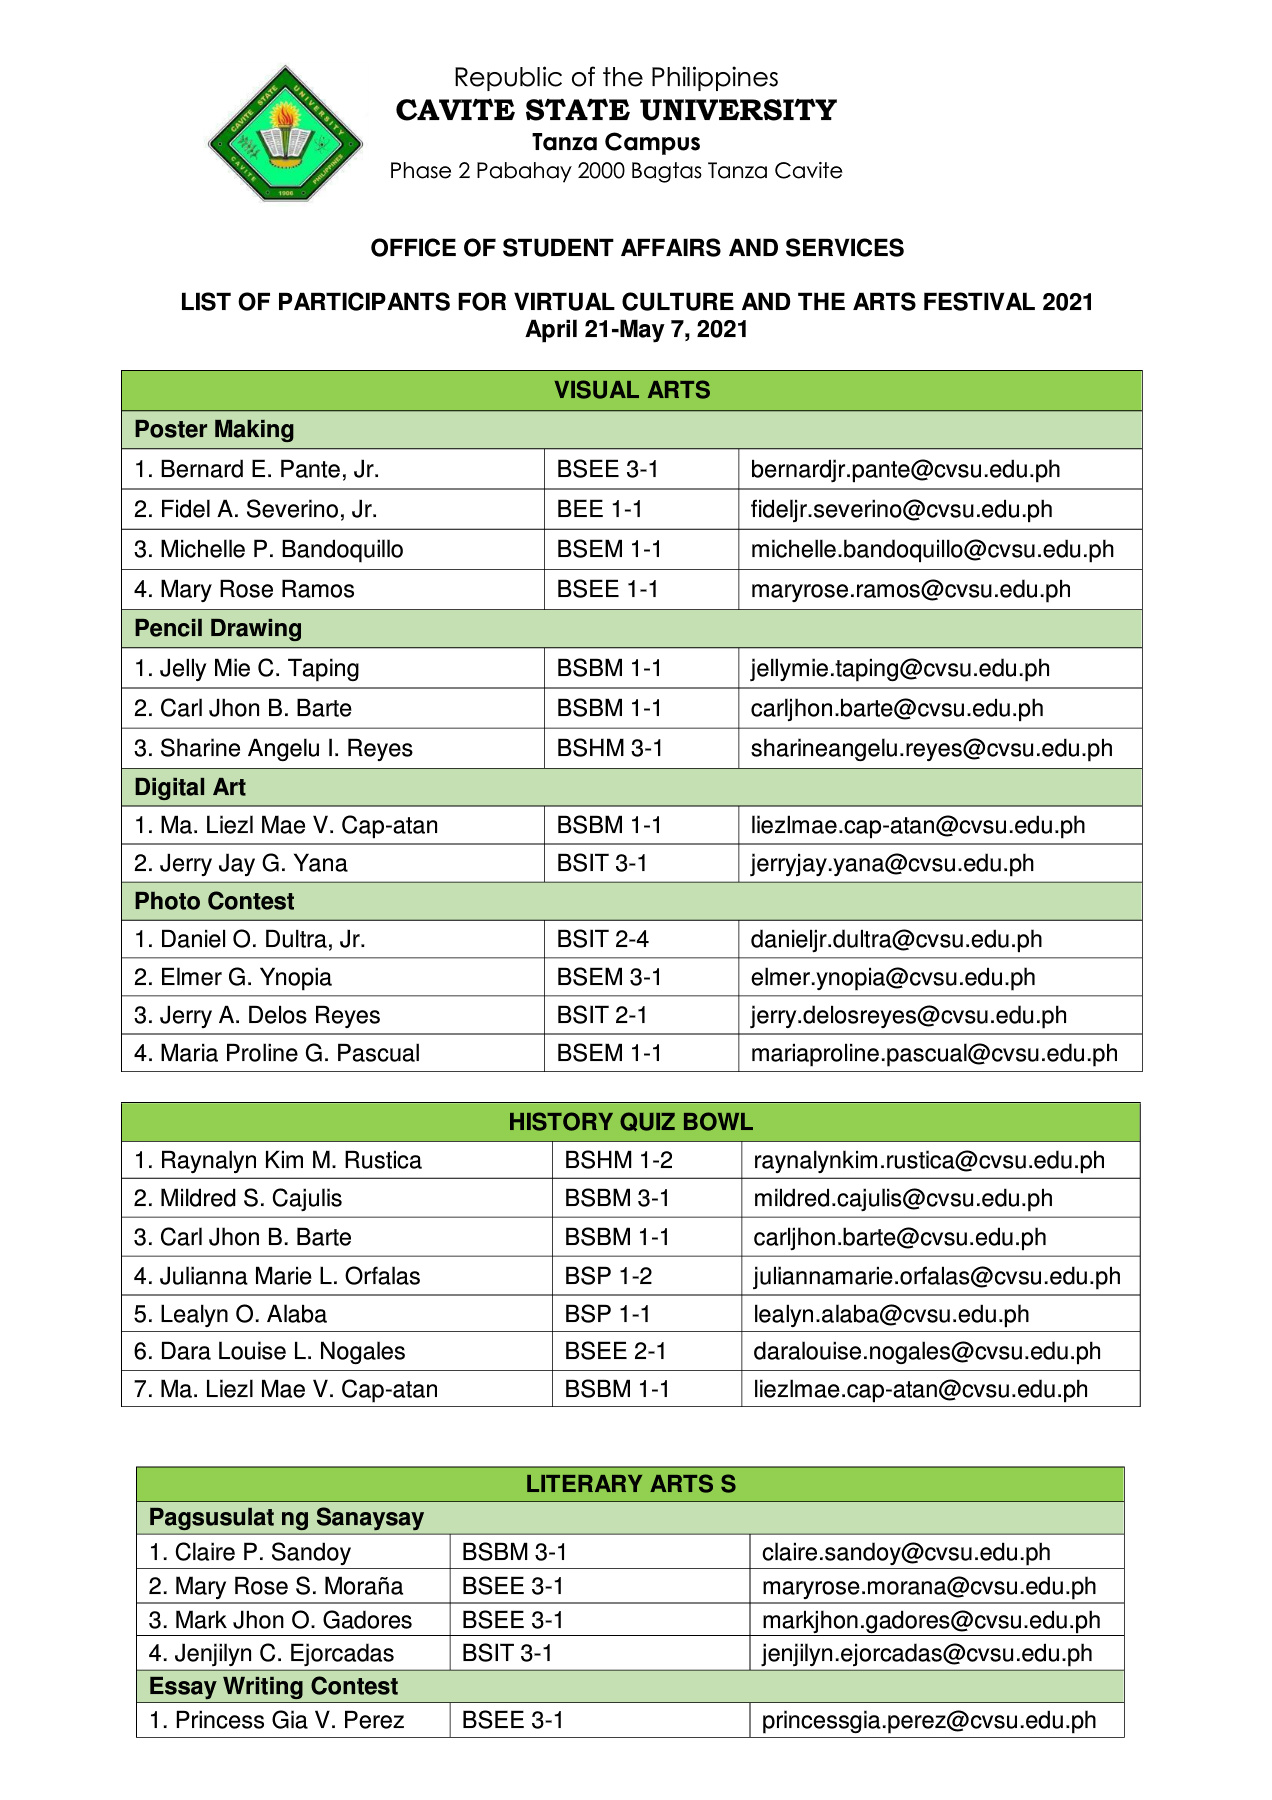 CAVITE STATE UNIVERSITY
CAVITE PHILIPPINES
1906
Republic of the Philippines
CAVITE STATE UNIVERSITY
Tanza Campus
Phase 2 Pabahay 2000 Bagtas Tanza Cavite
OFFICE OF STUDENT AFFAIRS AND SERVICES
LIST OF PARTICIPANTS FOR VIRTUAL CULTURE AND THE ARTS FESTIVAL 2021
April 21-May 7, 2021
VISUAL ARTS
Poster Making
1. Bernard E. Pante, Jr. BSEE 3-1 bernardjr.pante@cvsu.edu.ph
2. Fidel A. Severino, Jr. BEE 1-1 fideljr.severino@cvsu.edu.ph
3. Michelle P. Bandoquillo BSEM 1-1 michelle.bandoquillo@cvsu.edu.ph
4. Mary Rose Ramos BSEE 1-1 maryrose.ramos@cvsu.edu.ph
Pencil Drawing
1. Jelly Mie C. Taping BSBM 1-1 jellymie.taping@cvsu.edu.ph
2. Carl Jhon B. Barte BSBM 1-1 carljhon.barte@cvsu.edu.ph
3. Sharine Angelu I. Reyes BSHM 3-1 sharineangelu.reyes@cvsu.edu.ph
Digital Art
1. Ma. Liezl Mae V. Cap-atan BSBM 1-1 liezlmae.cap-atan@cvsu.edu.ph
2. Jerry Jay G. Yana BSIT 3-1 jerryjay.yana@cvsu.edu.ph
Photo Contest
1. Daniel O. Dultra, Jr. BSIT 2-4 danieljr.dultra@cvsu.edu.ph
2. Elmer G. Ynopia BSEM 3-1 elmer.ynopia@cvsu.edu.ph
3. Jerry A. Delos Reyes BSIT 2-1 jerry.delosreyes@cvsu.edu.ph
4. Maria Proline G. Pascual BSEM 1-1 mariaproline.pascual@cvsu.edu.ph
HISTORY QUIZ BOWL
1. Raynalyn Kim M. Rustica BSHM 1-2 raynalynkim.rustica@cvsu.edu.ph
2. Mildred S. Cajulis BSBM 3-1 mildred.cajulis@cvsu.edu.ph
3. Carl Jhon B. Barte BSBM 1-1 carljhon.barte@cvsu.edu.ph
4. Julianna Marie L. Orfalas BSP 1-2 juliannamarie.orfalas@cvsu.edu.ph
5. Lealyn O. Alaba BSP 1-1 lealyn.alaba@cvsu.edu.ph
6. Dara Louise L. Nogales BSEE 2-1 daralouise.nogales@cvsu.edu.ph
7. Ma. Liezl Mae V. Cap-atan BSBM 1-1 liezlmae.cap-atan@cvsu.edu.ph
LITERARY ARTS S
Pagsusulat ng Sanaysay
1. Claire P. Sandoy BSBM 3-1 claire.sandoy@cvsu.edu.ph
2. Mary Rose S. Moraña BSEE 3-1 maryrose.morana@cvsu.edu.ph
3. Mark Jhon O. Gadores BSEE 3-1 markjhon.gadores@cvsu.edu.ph
4. Jenjilyn C. Ejorcadas BSIT 3-1 jenjilyn.ejorcadas@cvsu.edu.ph
Essay Writing Contest
1. Princess Gia V. Perez BSEE 3-1 princessgia.perez@cvsu.edu.ph